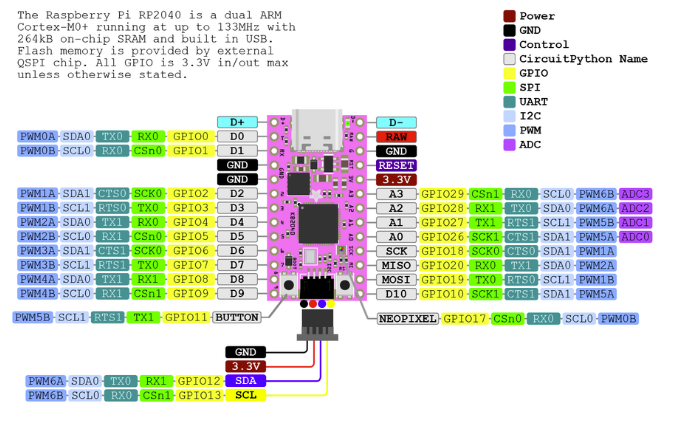 The Raspberry Pi RP2040 is a dual ARM
Cortex-M0+ running at up to 133MHz with
264kB on-chip SRAM and built in USB.
Flash memory is provided by external
QSPI chip. All GPIO is 3.3V in/out max
unless otherwise stated.
Power
GND
Control
CircuitPython Name
GPIO
SPI
UART
I2C
PWM
ADC
D+ D-
PWM0A SDA0 TX0 RX0 GPIO0 D0 RAW
PWM0B SCL0 RX0 CSn0 GPIO1 D1 GND
GND RESET
GND 3.3V
PWM1A SDA1 CTS0 SCK0 GPIO2 D2 A3 GPIO29 CSn1 RX0 SCL0 PWM6B ADC3
PWM1B SCL1 RTS0 TX0 GPIO3 D3 A2 GPIO28 RX1 TX0 SDA0 PWM6A ADC2
PWM2A SDA0 TX1 RX0 GPIO4 D4 A1 GPIO27 TX1 RTS1 SCL1 PWM5B ADC1
PWM2B SCL0 RX1 CSn0 GPIO5 D5 A0 GPIO26 SCK1 CTS1 SDA1 PWM5A ADC0
PWM3A SDA1 CTS1 SCK0 GPIO6 D6 SCK GPIO18 SCK0 CTS0 SDA1 PWM1A
PWM3B SCL1 RTS1 TX0 GPIO7 D7 MISO GPIO20 RX0 TX1 SDA0 PWM2A
PWM4A SDA0 TX1 RX1 GPIO8 D8 MOSI GPIO19 TX0 RTS0 SCL1 PWM1B
PWM4B SCL0 RX1 CSn1 GPIO9 D9 D10 GPIO10 SCK1 CTS1 SDA1 PWM5A
PWM5B SCL1 RTS1 TX1 GPIO11 BUTTON NEOPIXEL GPIO17 CSn0 RX0 SCL0 PWM0B
GND
3.3V
PWM6A SDA0 TX0 RX1 GPIO12 SDA
PWM6B SCL0 RX0 CSn1 GPIO13 SCL